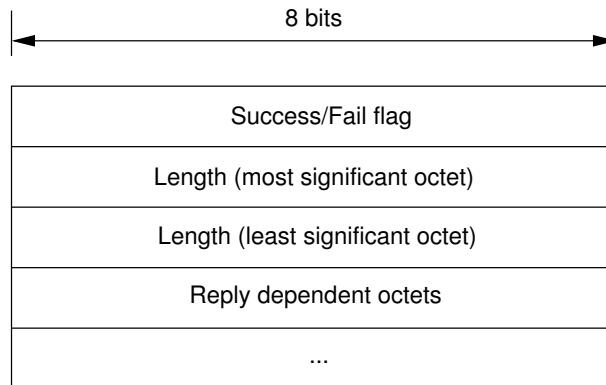 8 bits
Success/Fail flag
Length (most significant octet)
Length (least significant octet)
Reply dependent octets
...